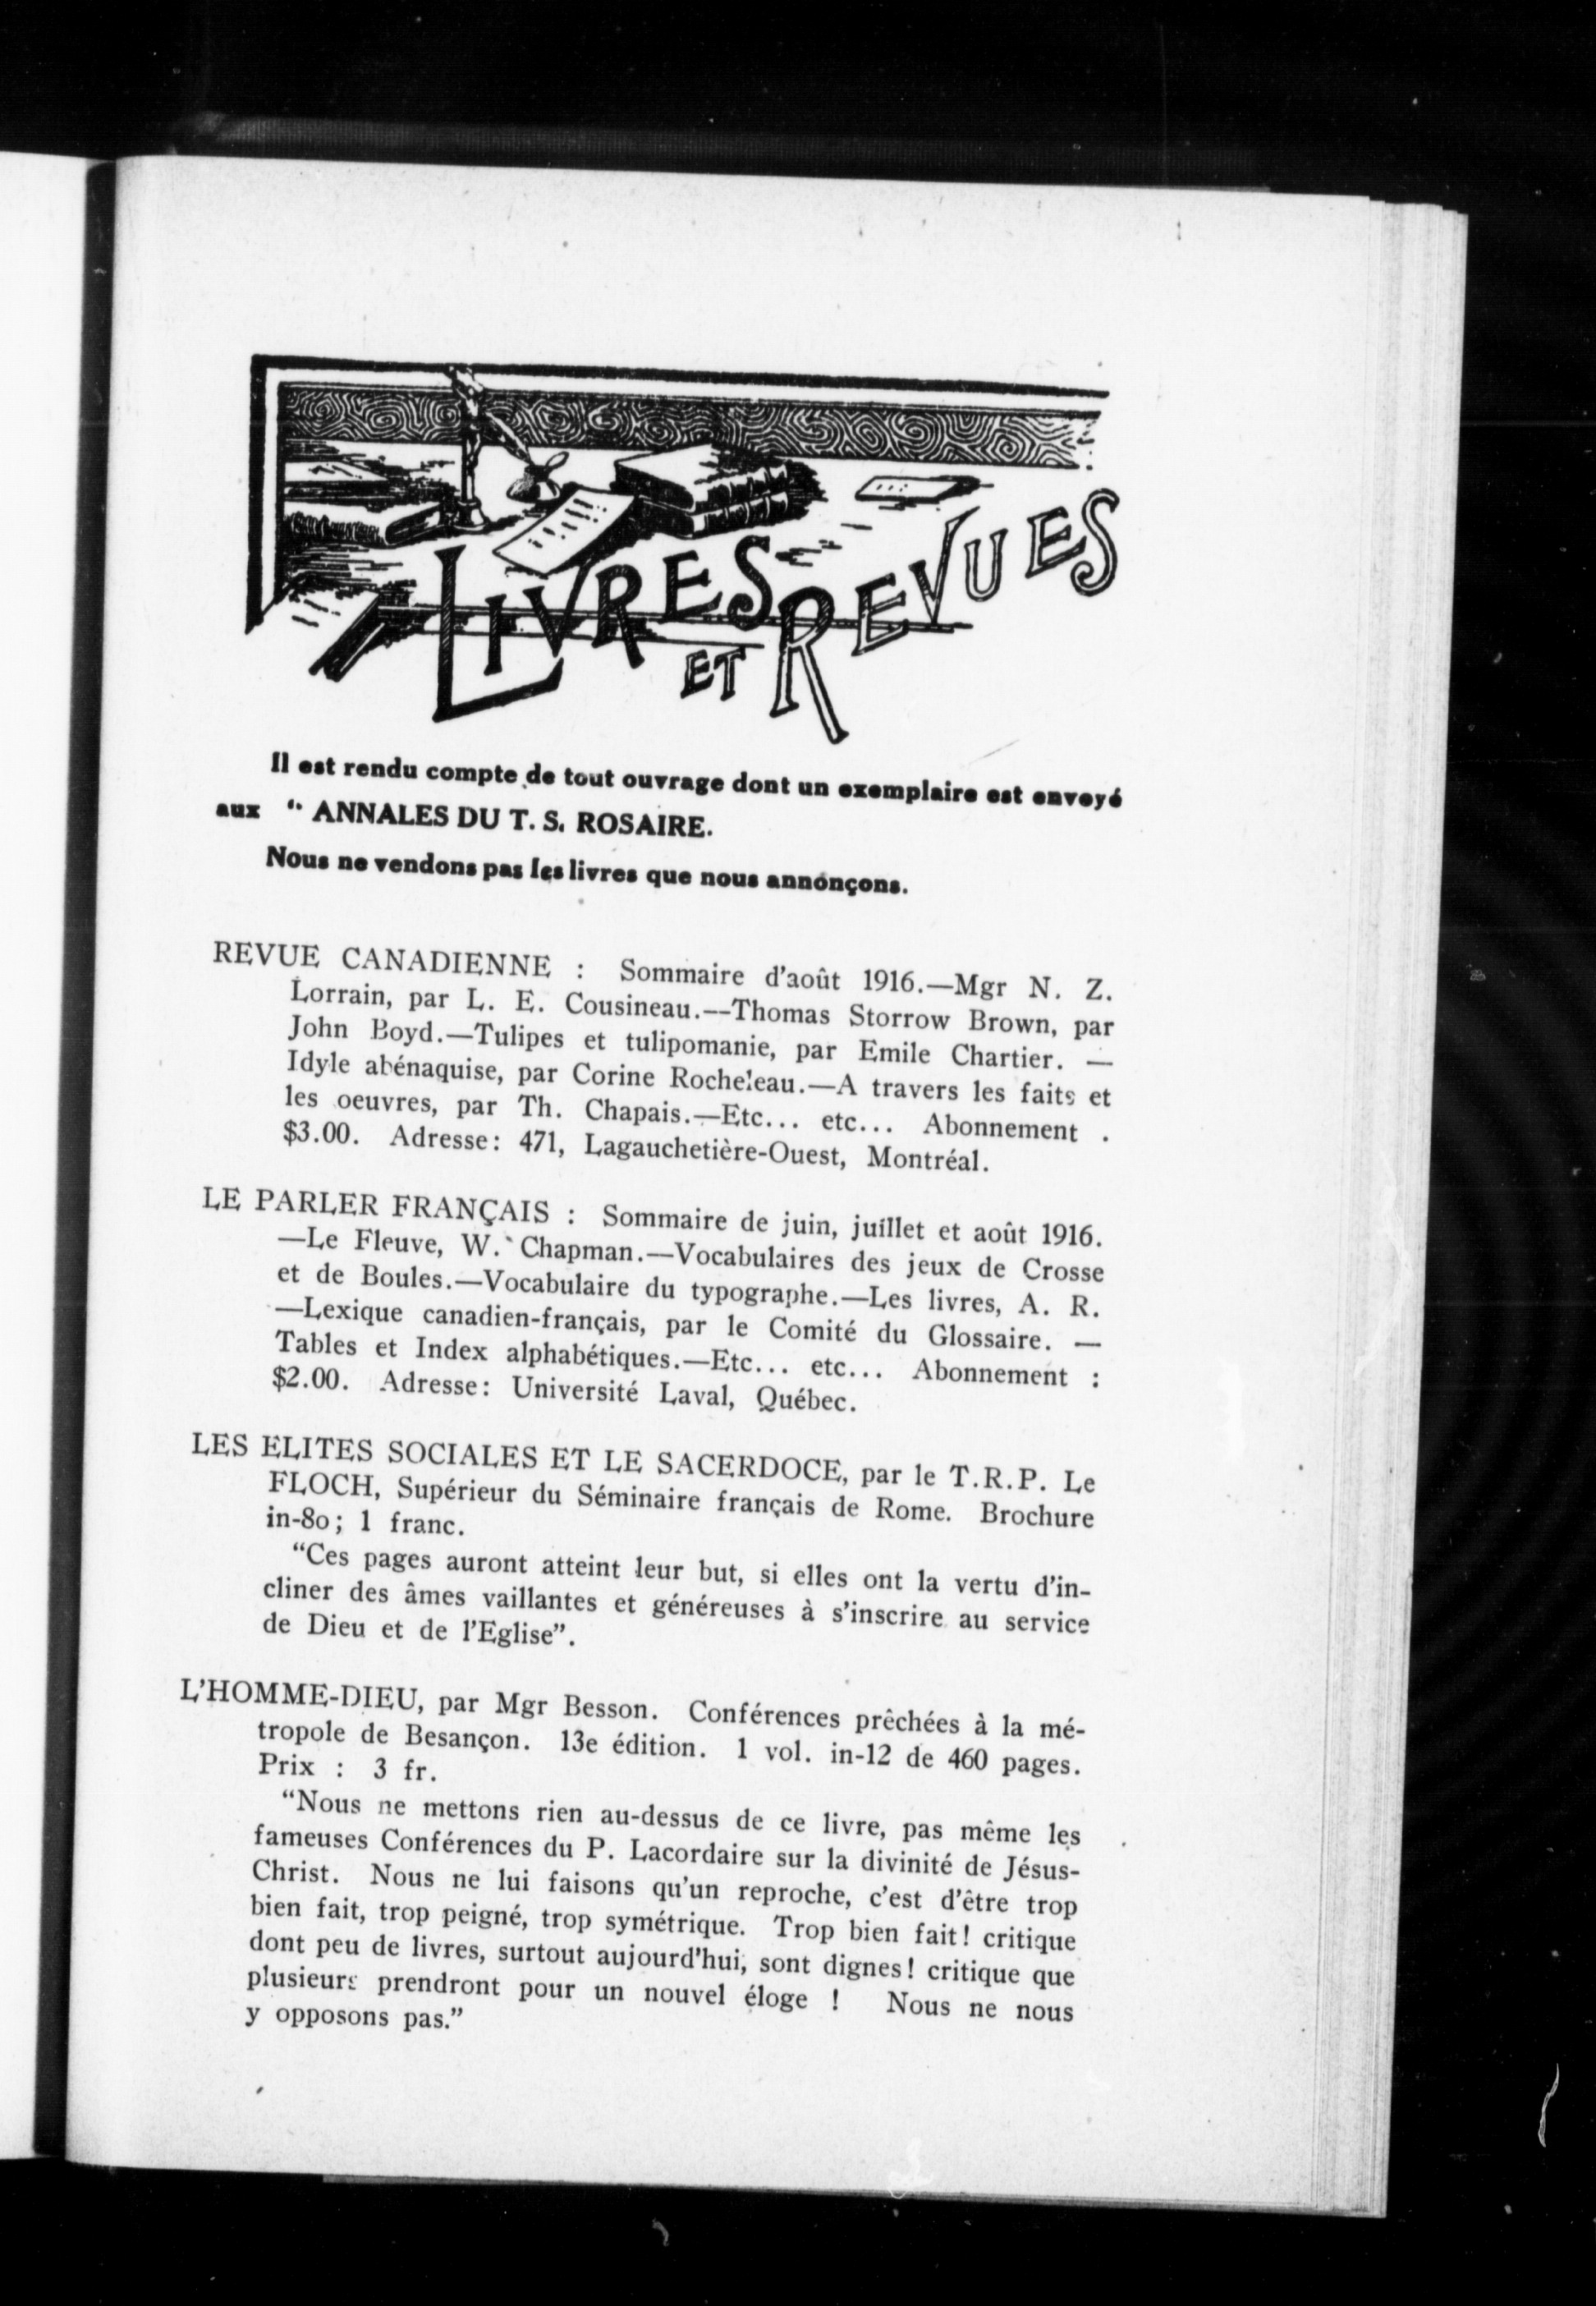 LIVRES ET REVUES
Il est rendu compte de tout ouvrage dont un exemplaire est envoyé
aux “ ANNALES DU T. S. ROSAIRE.
Nous ne vendons pas les livres que nous annonçons.
REVUE CANADIENNE : Sommaire d'août 1916.—Mgr N. Z.
Lorrain, par L. E. Cousineau.—Thomas Storrow Brown, par
John Boyd.—Tulipes et tulipomanie, par Emile Chartier. —
Idyle abénaquise, par Corine Rocheleau.—A travers les faits et
les oeuvres, par Th. Chapais.—Etc... etc... Abonnement .
$3.00. Adresse: 471, Lagauchetière-Ouest, Montréal.
LE PARLER FRANÇAIS : Sommaire de juin, juillet et août 1916.
—Le Fleuve, W. Chapman.—Vocabulaires des jeux de Crosse
et de Boules.—Vocabulaire du typographe.—Les livres, A. R.
—Lexique canadien-français, par le Comité du Glossaire. —
Tables et Index alphabétiques.—Etc... etc... Abonnement :
$2.00. Adresse: Université Laval, Québec.
LES ELITES SOCIALES ET LE SACERDOCE, par le T.R.P. Le
FLOCH, Supérieur du Séminaire français de Rome. Brochure
in-8o; 1 franc.
“Ces pages auront atteint leur but, si elles ont la vertu d'in-
cliner des âmes vaillantes et généreuses à s'inscrire au service
de Dieu et de l'Eglise”.
L'HOMME-DIEU, par Mgr Besson. Conférences prêchées à la mé-
tropole de Besançon. 13e édition. 1 vol. in-12 de 460 pages.
Prix : 3 fr.
“Nous ne mettons rien au-dessus de ce livre, pas même les
fameuses Conférences du P. Lacordaire sur la divinité de Jésus-
Christ. Nous ne lui faisons qu'un reproche, c'est d'être trop
bien fait, trop peigné, trop symétrique. Trop bien fait! critique
dont peu de livres, surtout aujourd'hui, sont dignes! critique que
plusieurs prendront pour un nouvel éloge ! Nous ne nous
y opposons pas.”